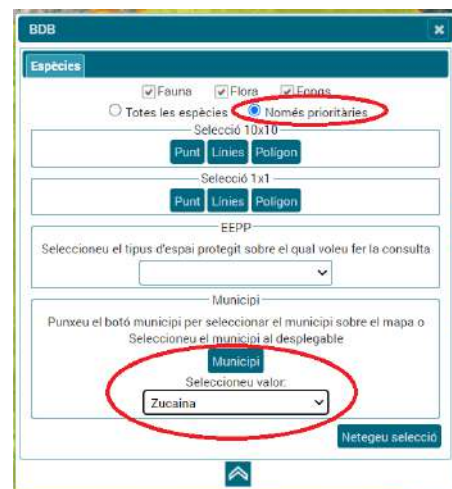 BDB
Espècies
Fauna Flora Fongs
Totes les espècies Només prioritàries
Selecció 10x10
Punt Línies Polígon
Selecció 1x1
Punt Línies Polígon
EEPP
Seleccioneu el tipus d'espai protegit sobre el qual voleu fer la consulta
Municipi
Punxeu el botó municipi per seleccionar el municipi sobre el mapa o
Seleccioneu el municipi al desplegable
Municipi
Seleccioneu valor:
Zucaina
Netegeu selecció